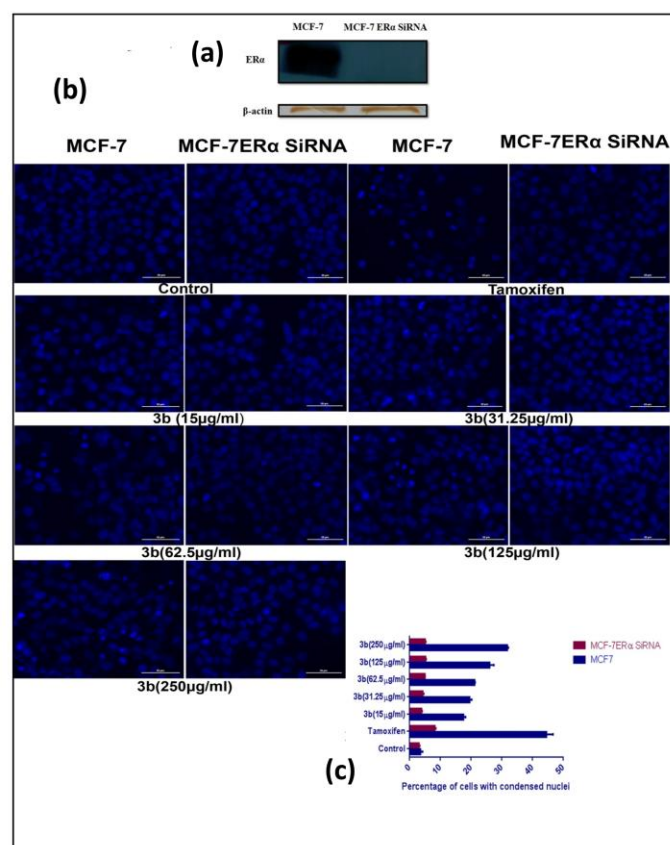 MCF-7 MCF-7 ERα SiRNA
(a)
ERα
(b)
β-actin
MCF-7 MCF-7ERα SiRNA MCF-7 MCF-7ERα SiRNA
Control Tamoxifen
3b (15µg/ml) 3b(31.25µg/ml)
3b(62.5µg/ml) 3b(125µg/ml)
3b(250µg/ml)
3b(250µg/ml)
3b(125µg/ml)
3b(62.5µg/ml)
3b(31.25µg/ml)
3b(15µg/ml)
Tamoxifen
Control
MCF-7ERα SiRNA
MCF7
0 10 20 30 40 50
(c)
Percentage of cells with condensed nuclei